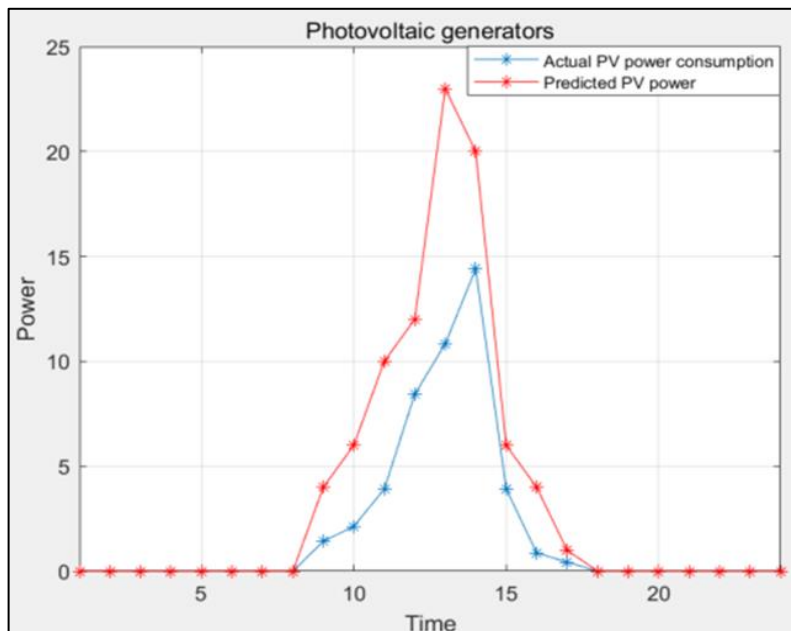 Photovoltaic generators
Actual PV power consumption
Predicted PV power
25
20
15
10
5
0
Power
5 10 15 20
Time